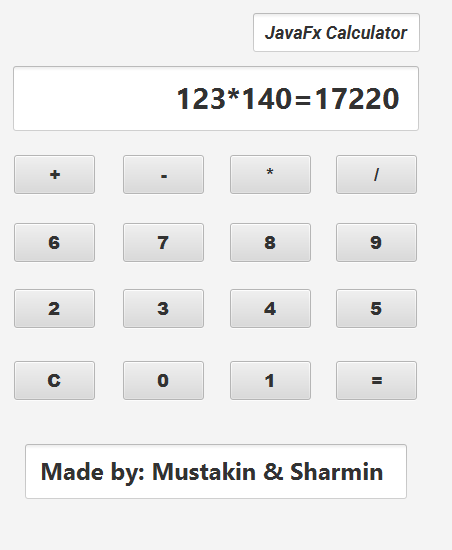 JavaFx Calculator
123*140=17220
+ - * /
6 7 8 9
2 3 4 5
C 0 1 =
Made by: Mustakin & Sharmin